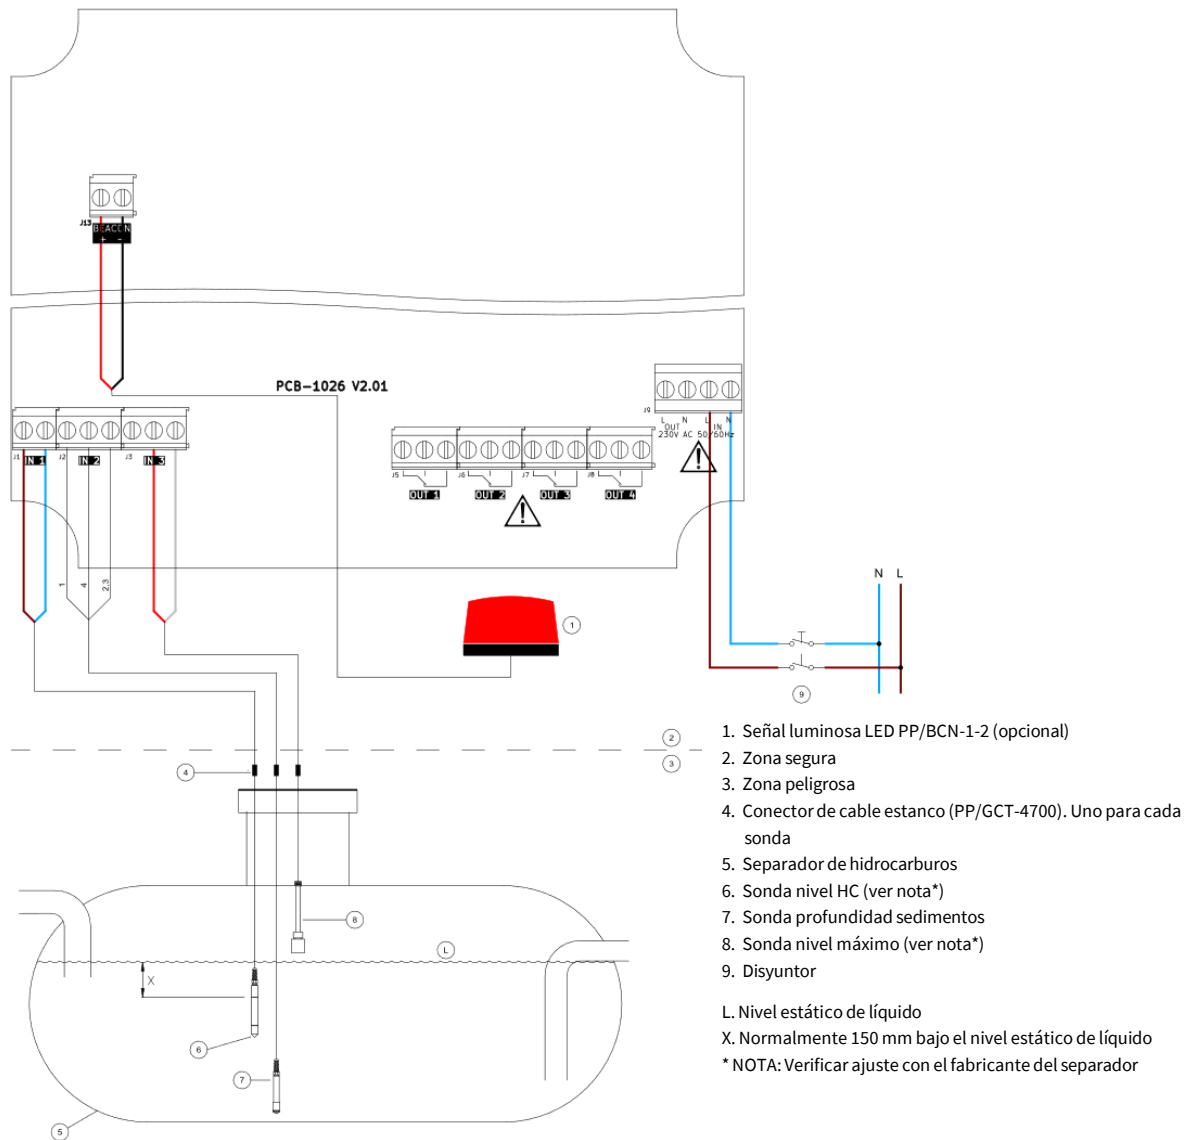 J13
BEACON
+ -
PCB-1026 V2.01
J1 IN 1 J2 IN 2 J3 IN 3
J9
L N L N
OUT IN
230V AC 50/60Hz
J5 J6 J7 J8
OUT 1 OUT 2 OUT 3 OUT 4
1 4 2,3
N L
1
9
2
3
4
8
L
X
6
7
5
1. Señal luminosa LED PP/BCN-1-2 (opcional)
2. Zona segura
3. Zona peligrosa
4. Conector de cable estanco (PP/GCT-4700). Uno para cada
sonda
5. Separador de hidrocarburos
6. Sonda nivel HC (ver nota*)
7. Sonda profundidad sedimentos
8. Sonda nivel máximo (ver nota*)
9. Disyuntor
L. Nivel estático de líquido
X. Normalmente 150 mm bajo el nivel estático de líquido
* NOTA: Verificar ajuste con el fabricante del separador